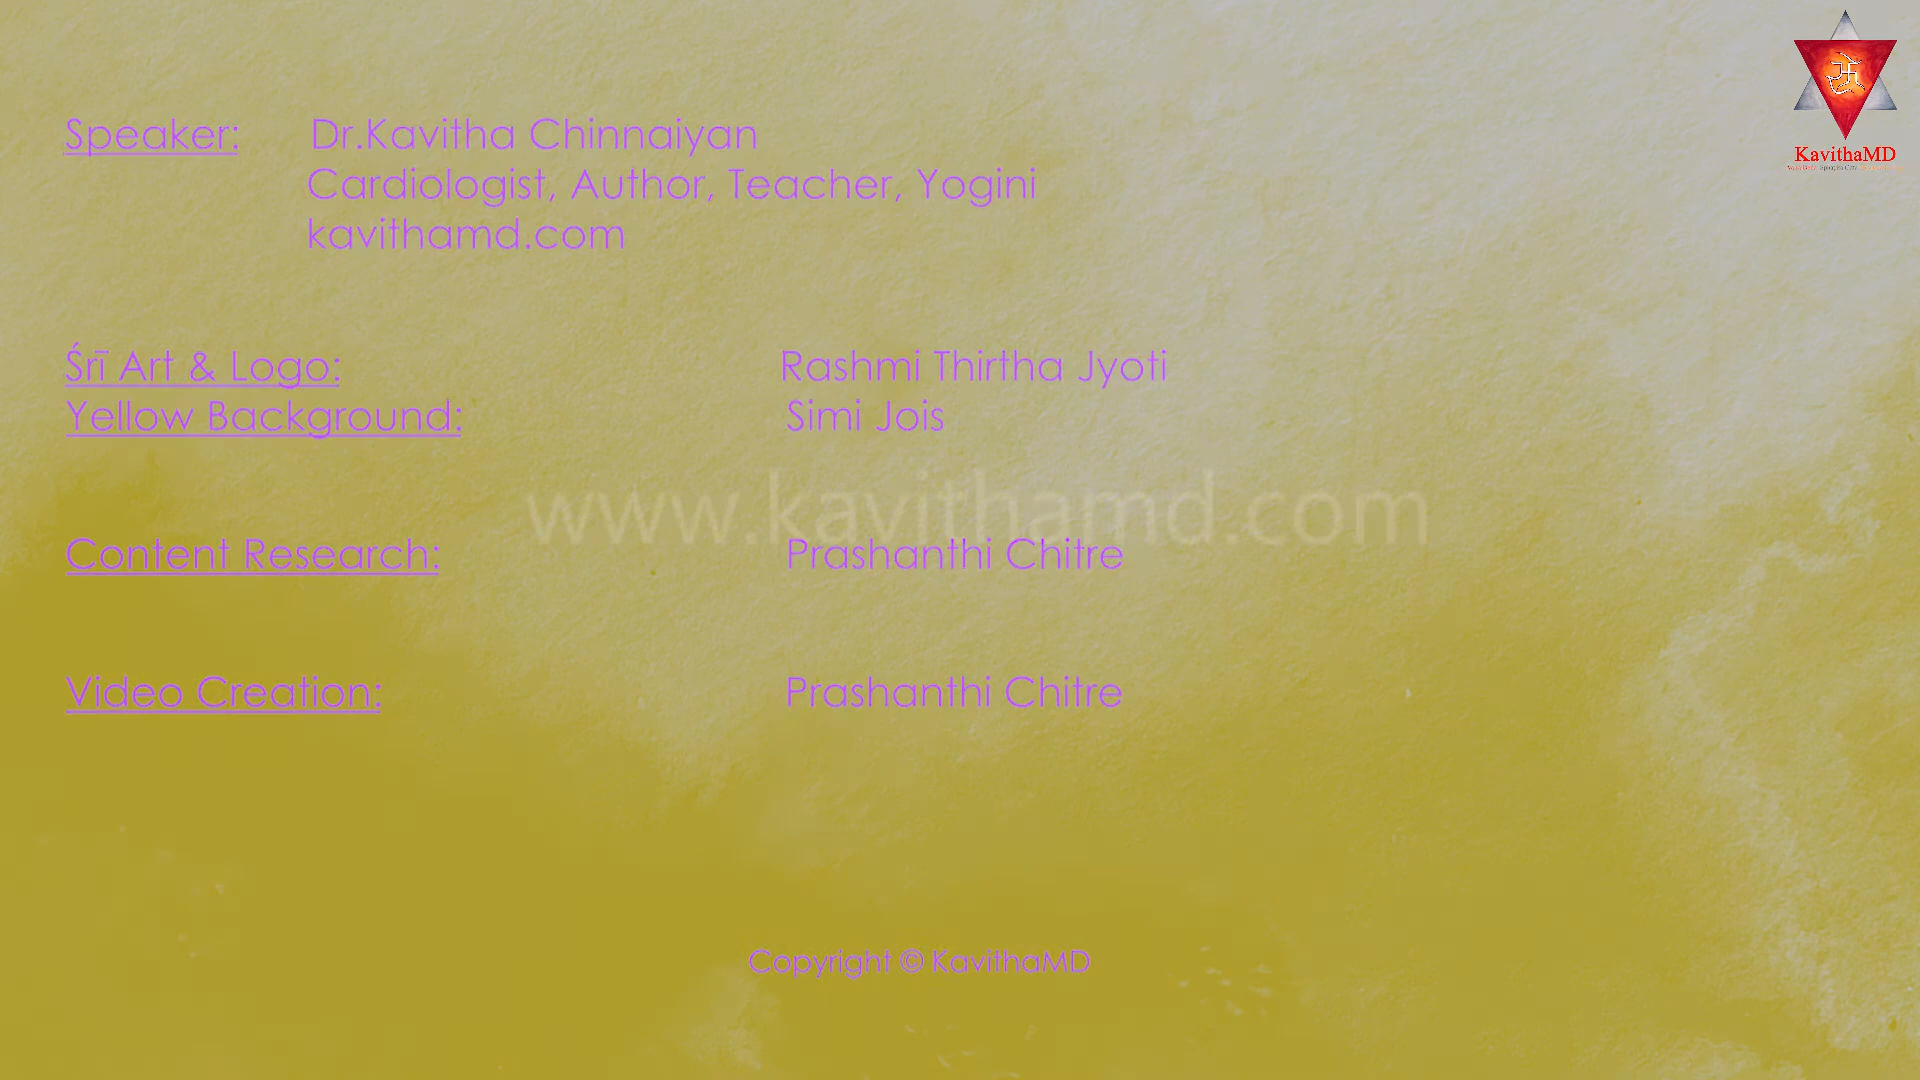 KavithaMD
Speaker: Dr.Kavitha Chinnaiyan
Cardiologist, Author, Teacher, Yogini
kavithamd.com
Śrī Art & Logo: Rashmi Thirtha Jyoti
Yellow Background: Simi Jois
www.kavithamd.com
Content Research: Prashanthi Chitre
Video Creation: Prashanthi Chitre
Copyright © KavithaMD